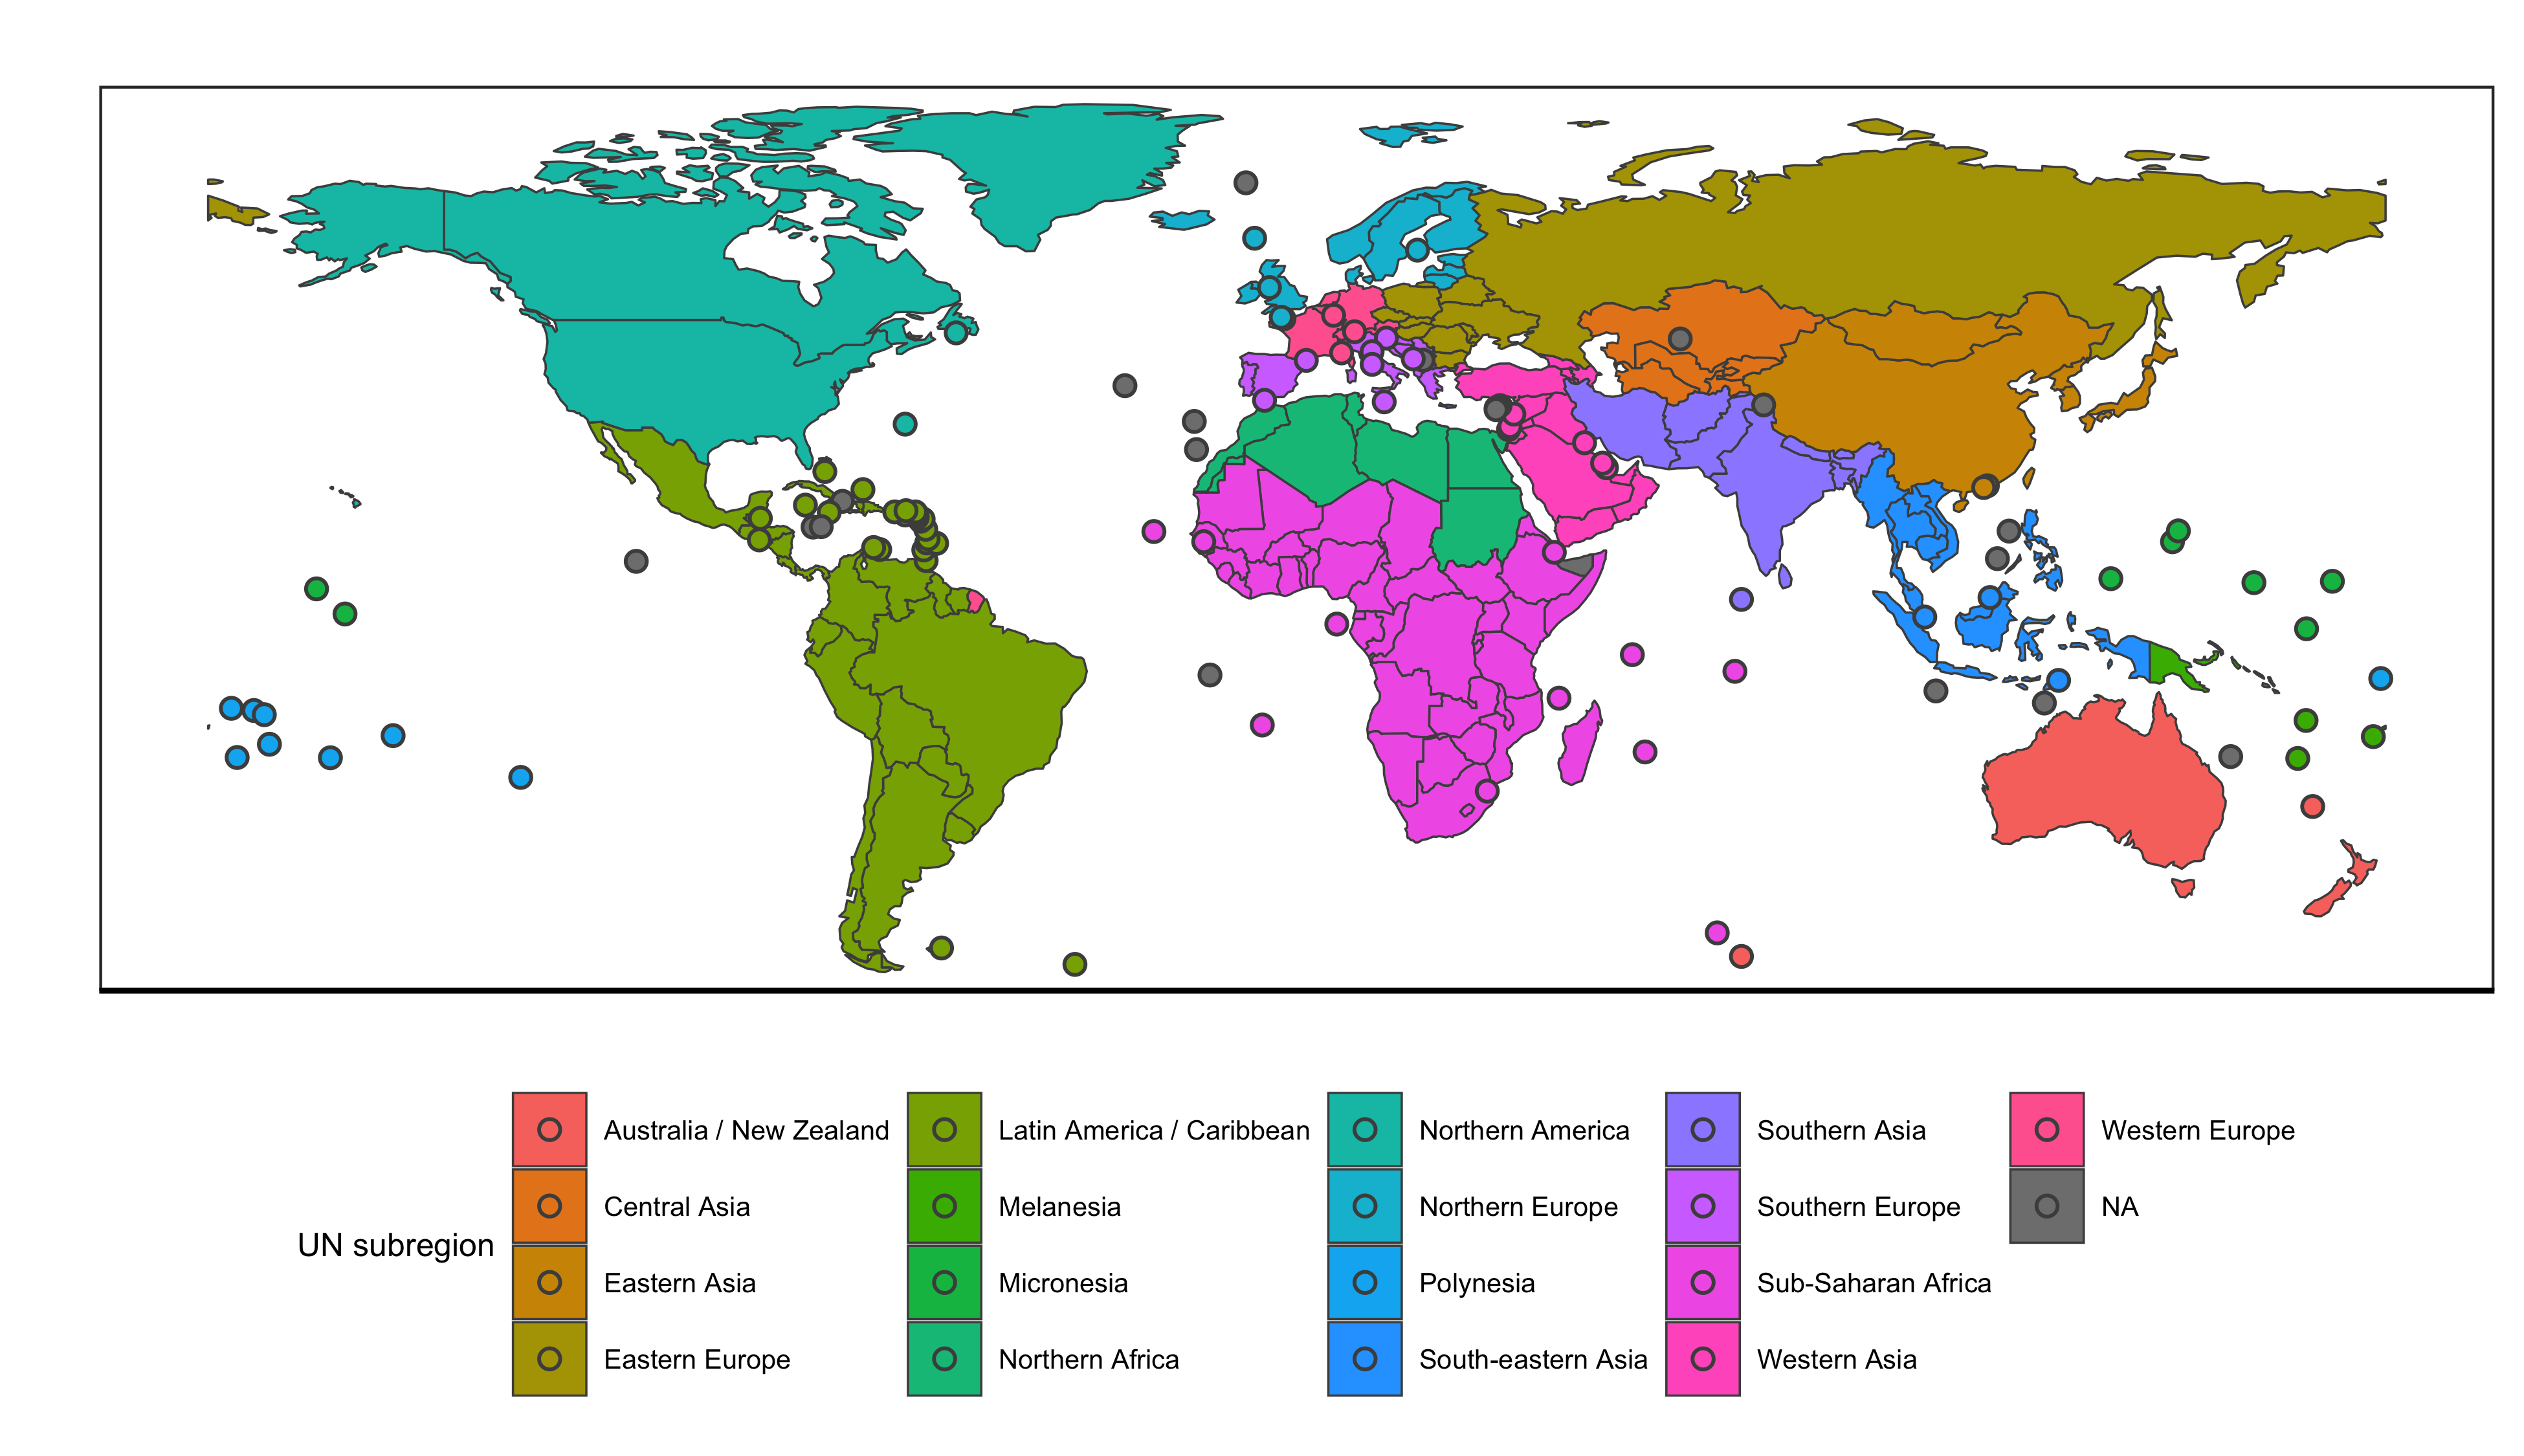 UN subregion
Australia / New Zealand
Central Asia
Eastern Asia
Eastern Europe
Latin America / Caribbean
Melanesia
Micronesia
Northern Africa
Northern America
Northern Europe
Polynesia
South-eastern Asia
Southern Asia
Southern Europe
Sub-Saharan Africa
Western Asia
Western Europe
NA